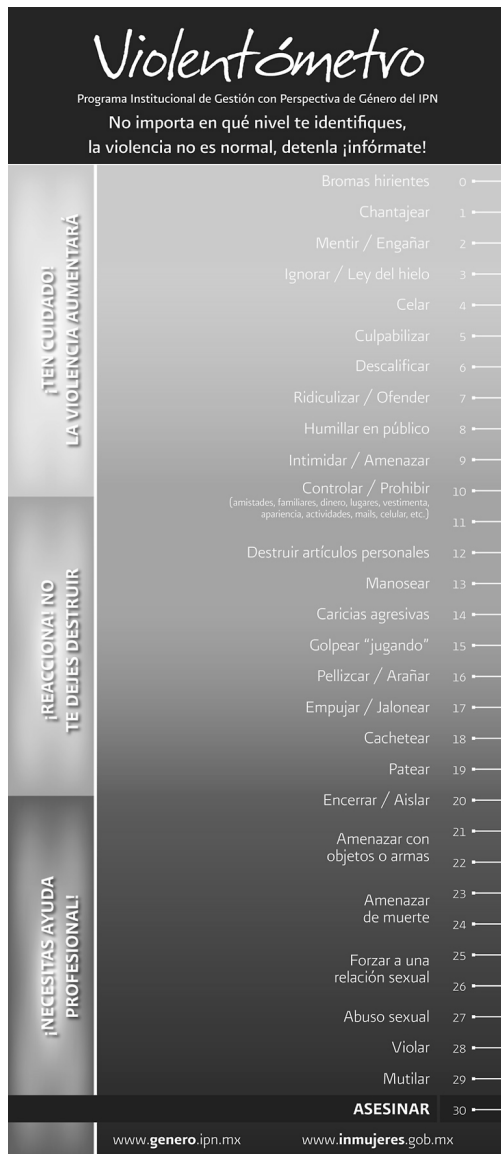 Violentómetro
Programa Institucional de Gestión con Perspectiva de Género del IPN
No importa en qué nivel te identifiques,
la violencia no es normal, detenla ¡infórmate!
¡TEN CUIDADO!
LA VIOLENCIA AUMENTARÁ
Bromas hirientes 0
Chantajear 1
Mentir / Engañar 2
Ignorar / Ley del hielo 3
Celar 4
Culpabilizar 5
Descalificar 6
Ridiculizar / Ofender 7
Humillar en público 8
Intimidar / Amenazar 9
Controlar / Prohibir 10
(amistades, familiares, dinero, lugares, vestimenta,
apariencia, actividades, mails, celular, etc.)
11
¡REACCIONA! NO
TE DEJES DESTRUIR
Destruir artículos personales 12
Manosear 13
Caricias agresivas 14
Golpear “jugando” 15
Pellizcar / Arañar 16
Empujar / Jalonear 17
Cachetear 18
Patear 19
Encerrar / Aislar 20
¡NECESITAS AYUDA
PROFESIONAL!
21
Amenazar con
objetos o armas
22
23
Amenazar
de muerte
24
25
Forzar a una
relación sexual
26
Abuso sexual 27
Violar 28
Mutilar 29
ASESINAR 30
www.genero.ipn.mx www.inmujeres.gob.mx